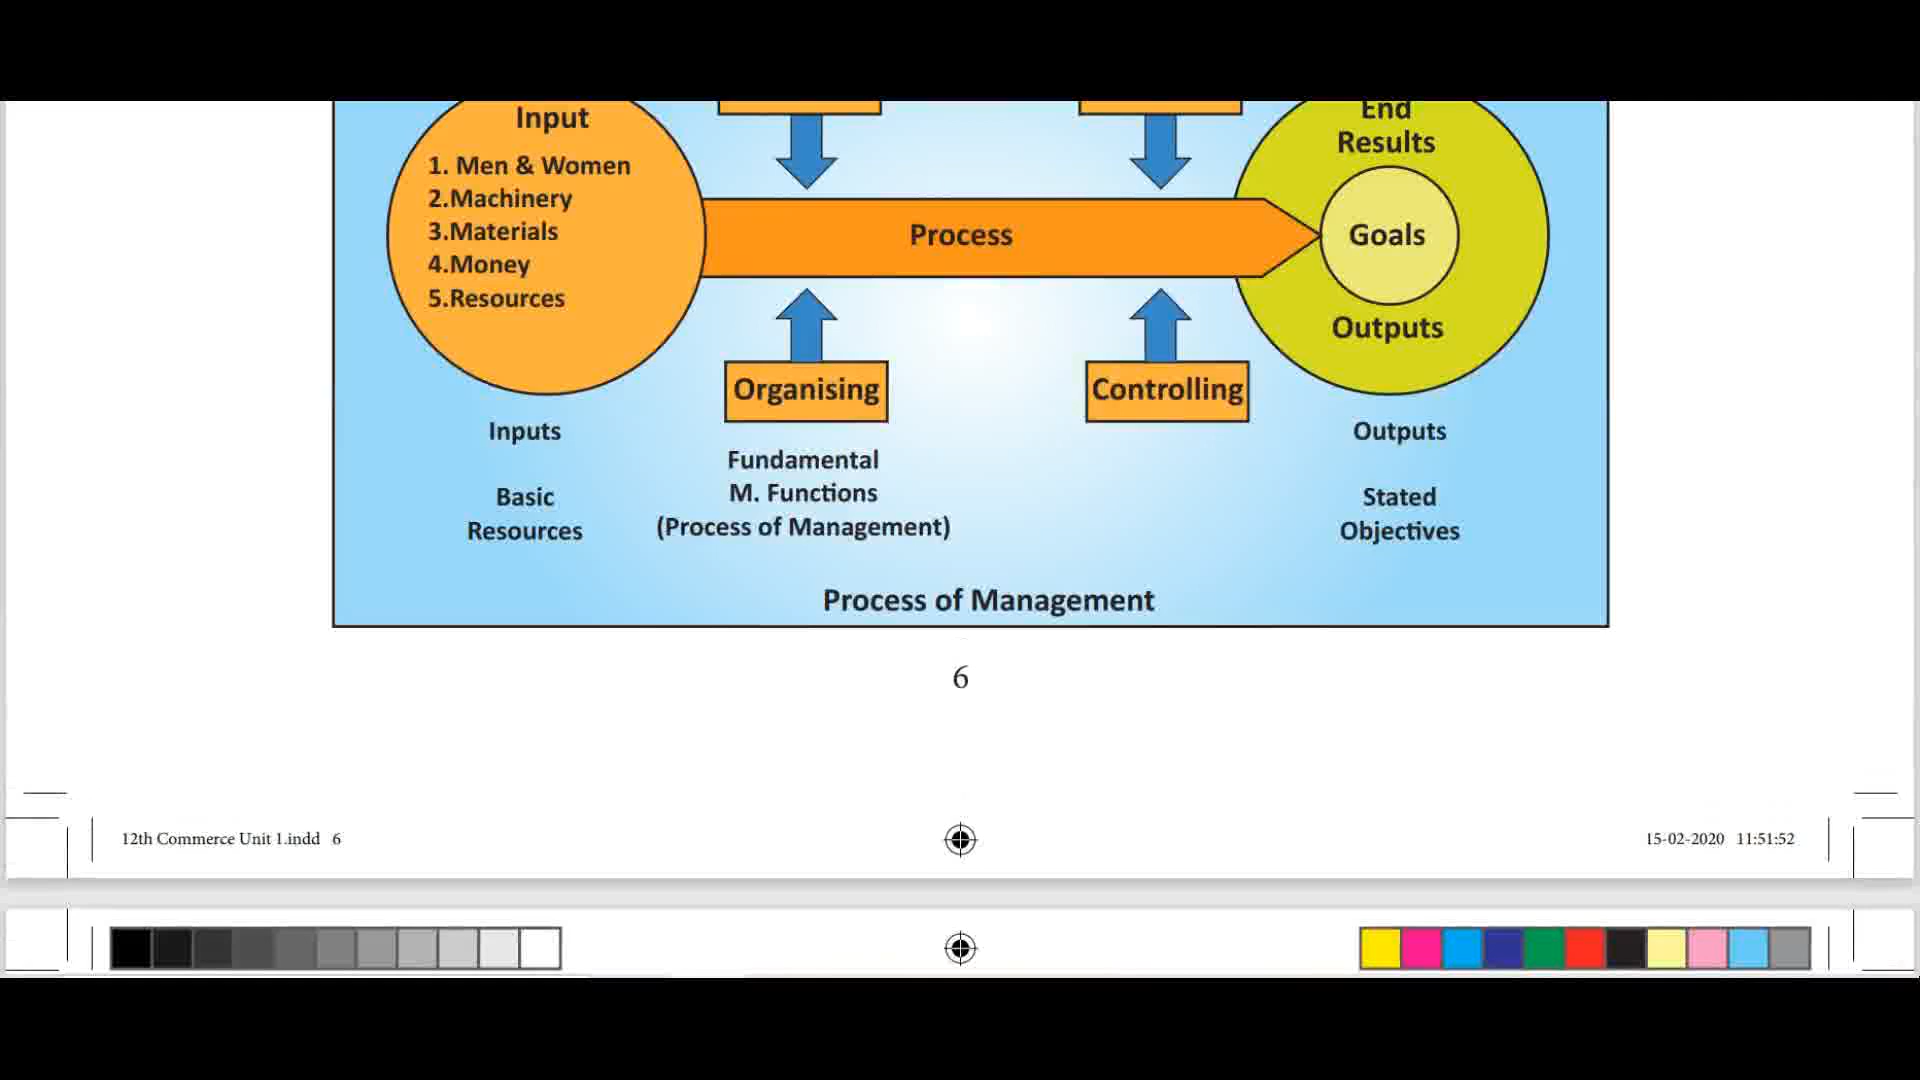 Input
1. Men & Women
2.Machinery
3.Materials
4.Money
5.Resources
Process
End
Results
Goals
Outputs
Organising
Controlling
Inputs
Basic
Resources
Fundamental
M. Functions
(Process of Management)
Outputs
Stated
Objectives
Process of Management
6
12th Commerce Unit 1.indd   6
15-02-2020   11:51:52